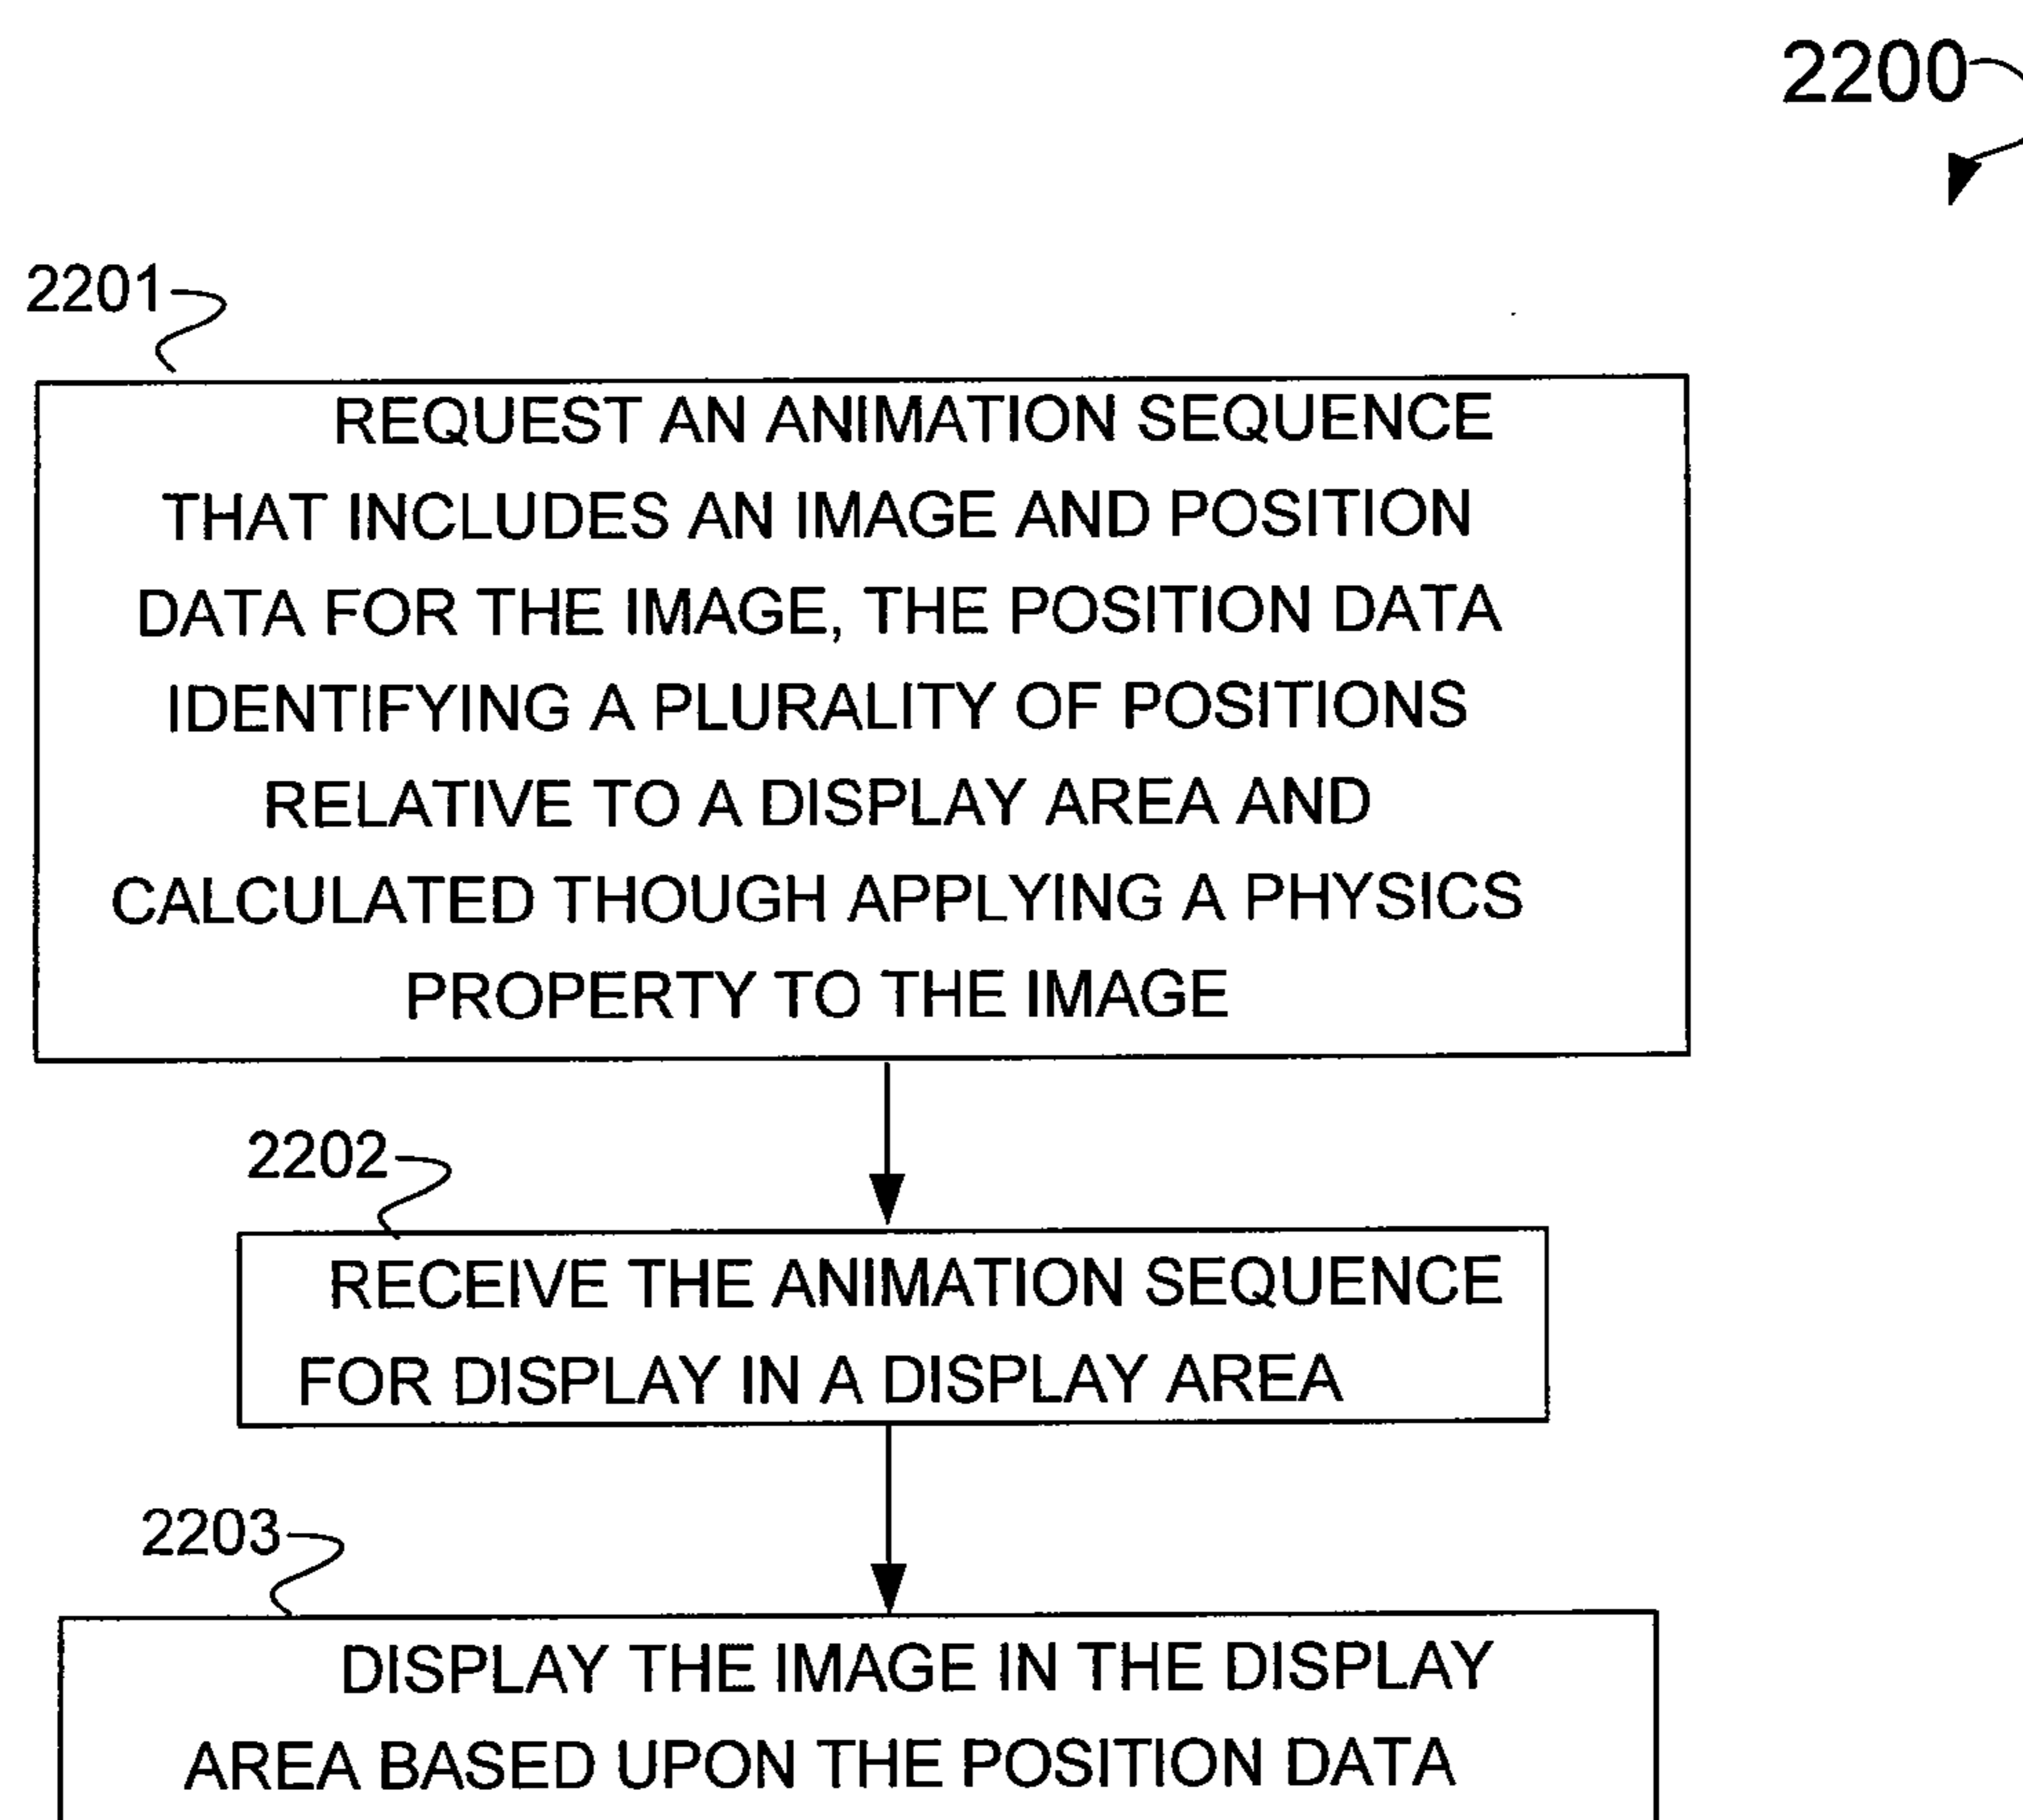 2200
2201
REQUEST AN ANIMATION SEQUENCE
THAT INCLUDES AN IMAGE AND POSITION
DATA FOR THE IMAGE, THE POSITION DATA
IDENTIFYING A PLURALITY OF POSITIONS
RELATIVE TO A DISPLAY AREA AND
CALCULATED THOUGH APPLYING A PHYSICS
PROPERTY TO THE IMAGE
2202
RECEIVE THE ANIMATION SEQUENCE
FOR DISPLAY IN A DISPLAY AREA
2203
DISPLAY THE IMAGE IN THE DISPLAY
AREA BASED UPON THE POSITION DATA